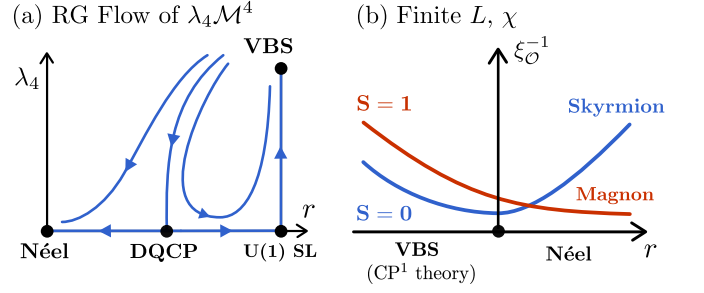 (a) RG Flow of λ₄ℳ⁴
VBS
λ₄
r
Néel
DQCP
U(1) SL
(b) Finite L, χ
ξ_𝒪⁻¹
S = 1
Skyrmion
Magnon
S=0
VBS
(CP¹ theory)
Néel
r